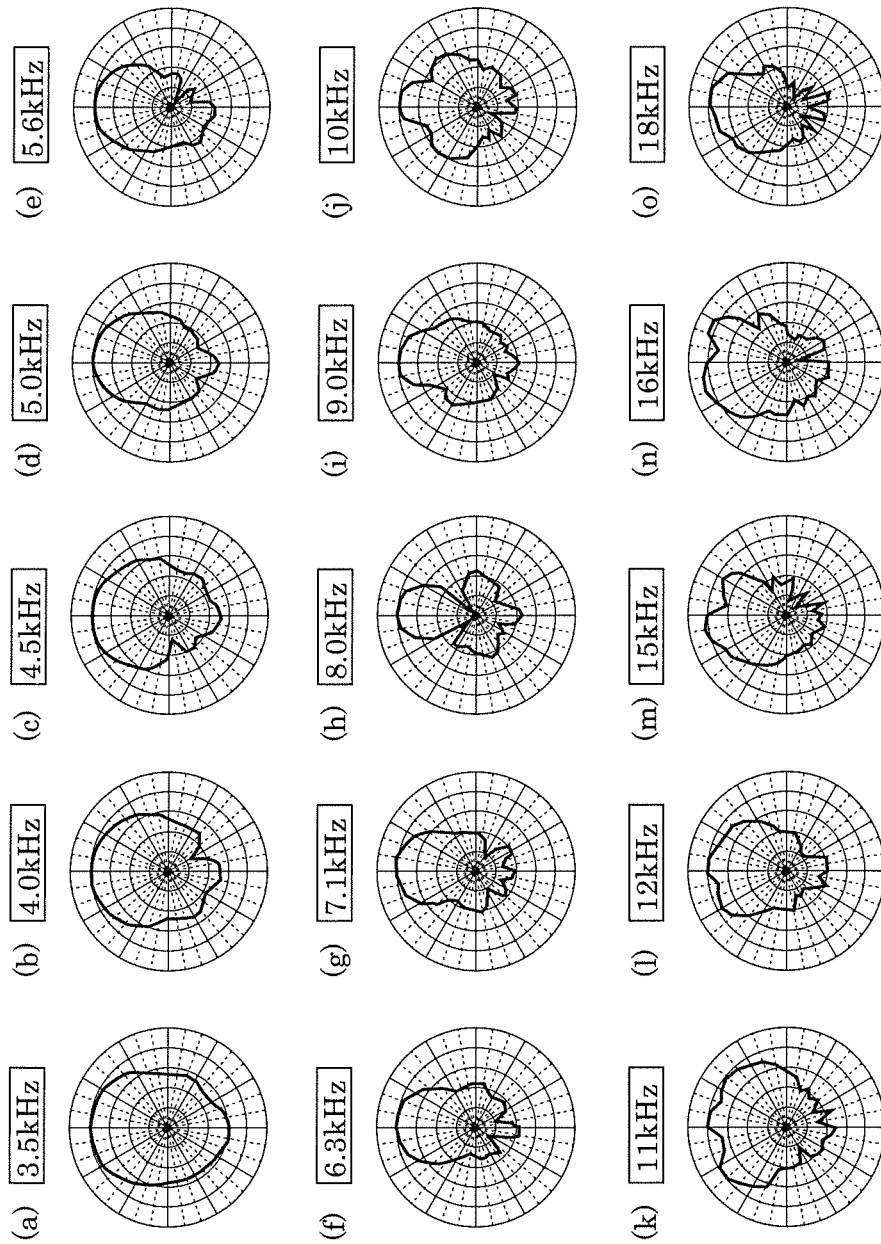 (a) 3.5kHz
(b) 4.0kHz
(c) 4.5kHz
(d) 5.0kHz
(e) 5.6kHz
(f) 6.3kHz
(g) 7.1kHz
(h) 8.0kHz
(i) 9.0kHz
(j) 10kHz
(k) 11kHz
(l) 12kHz
(m) 15kHz
(n) 16kHz
(o) 18kHz